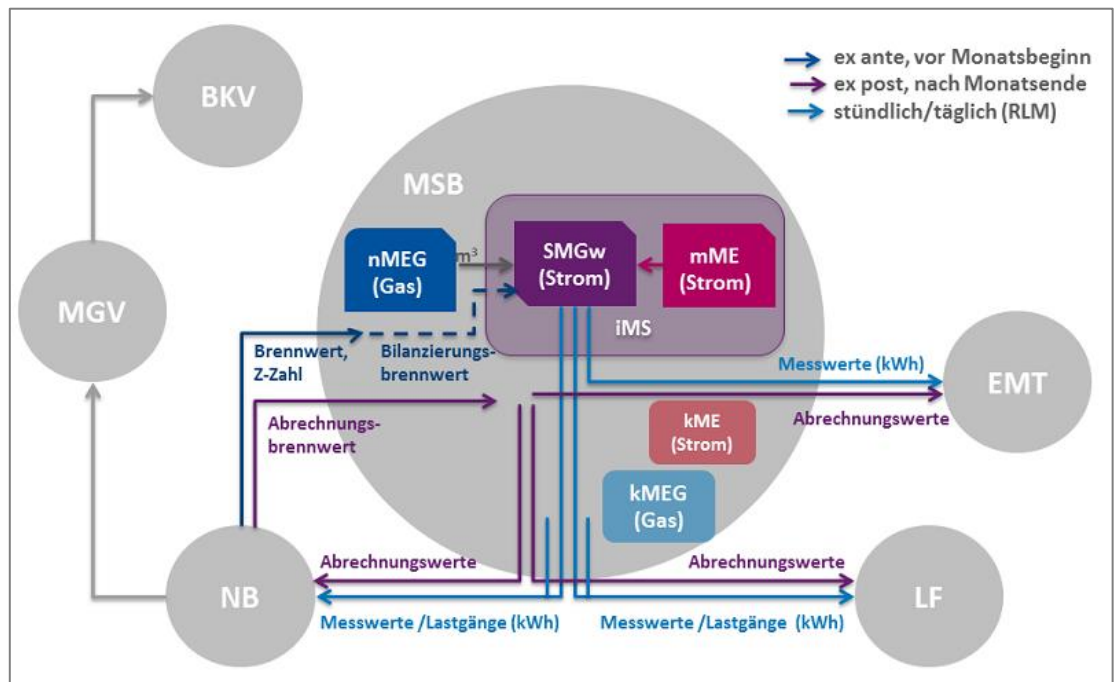 ex ante, vor Monatsbeginn
ex post, nach Monatsende
stündlich/täglich (RLM)
BKV
MSB
nMEG
(Gas)
m³
SMGw
(Strom)
mME
(Strom)
iMS
MGV
Brennwert,
Z-Zahl
Bilanzierungs-
brennwert
Messwerte (kWh)
EMT
Abrechnungs-
brennwert
Abrechnungswerte
kME
(Strom)
kMEG
(Gas)
Abrechnungswerte
Abrechnungswerte
NB
LF
Messwerte /Lastgänge (kWh)
Messwerte /Lastgänge (kWh)